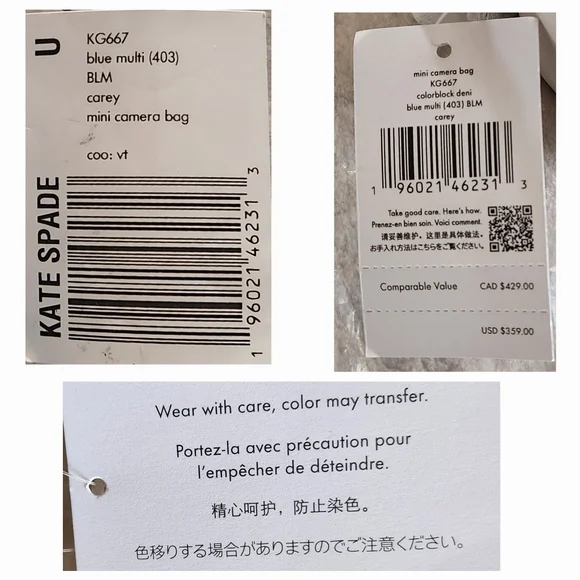 U
KG667
blue multi (403)
BLM
carey
mini camera bag
coo: vt
KATE SPADE
1 96021 46231 3
mini camera bag
KG667
colorblock deni
blue multi (403) BLM
carey
1 96021 46231 3
Take good care. Here's how.
Prenez-en bien soin. Voici comment.
请妥善维护。这里是具体做法。
お手入れ方法はこちらをご覧ください。
Comparable Value CAD $429.00
USD $359.00
Wear with care, color may transfer.
Portez-la avec précaution pour
l'empêcher de déteindre.
精心呵护，防止染色。
色移りする場合がありますのでご注意ください。